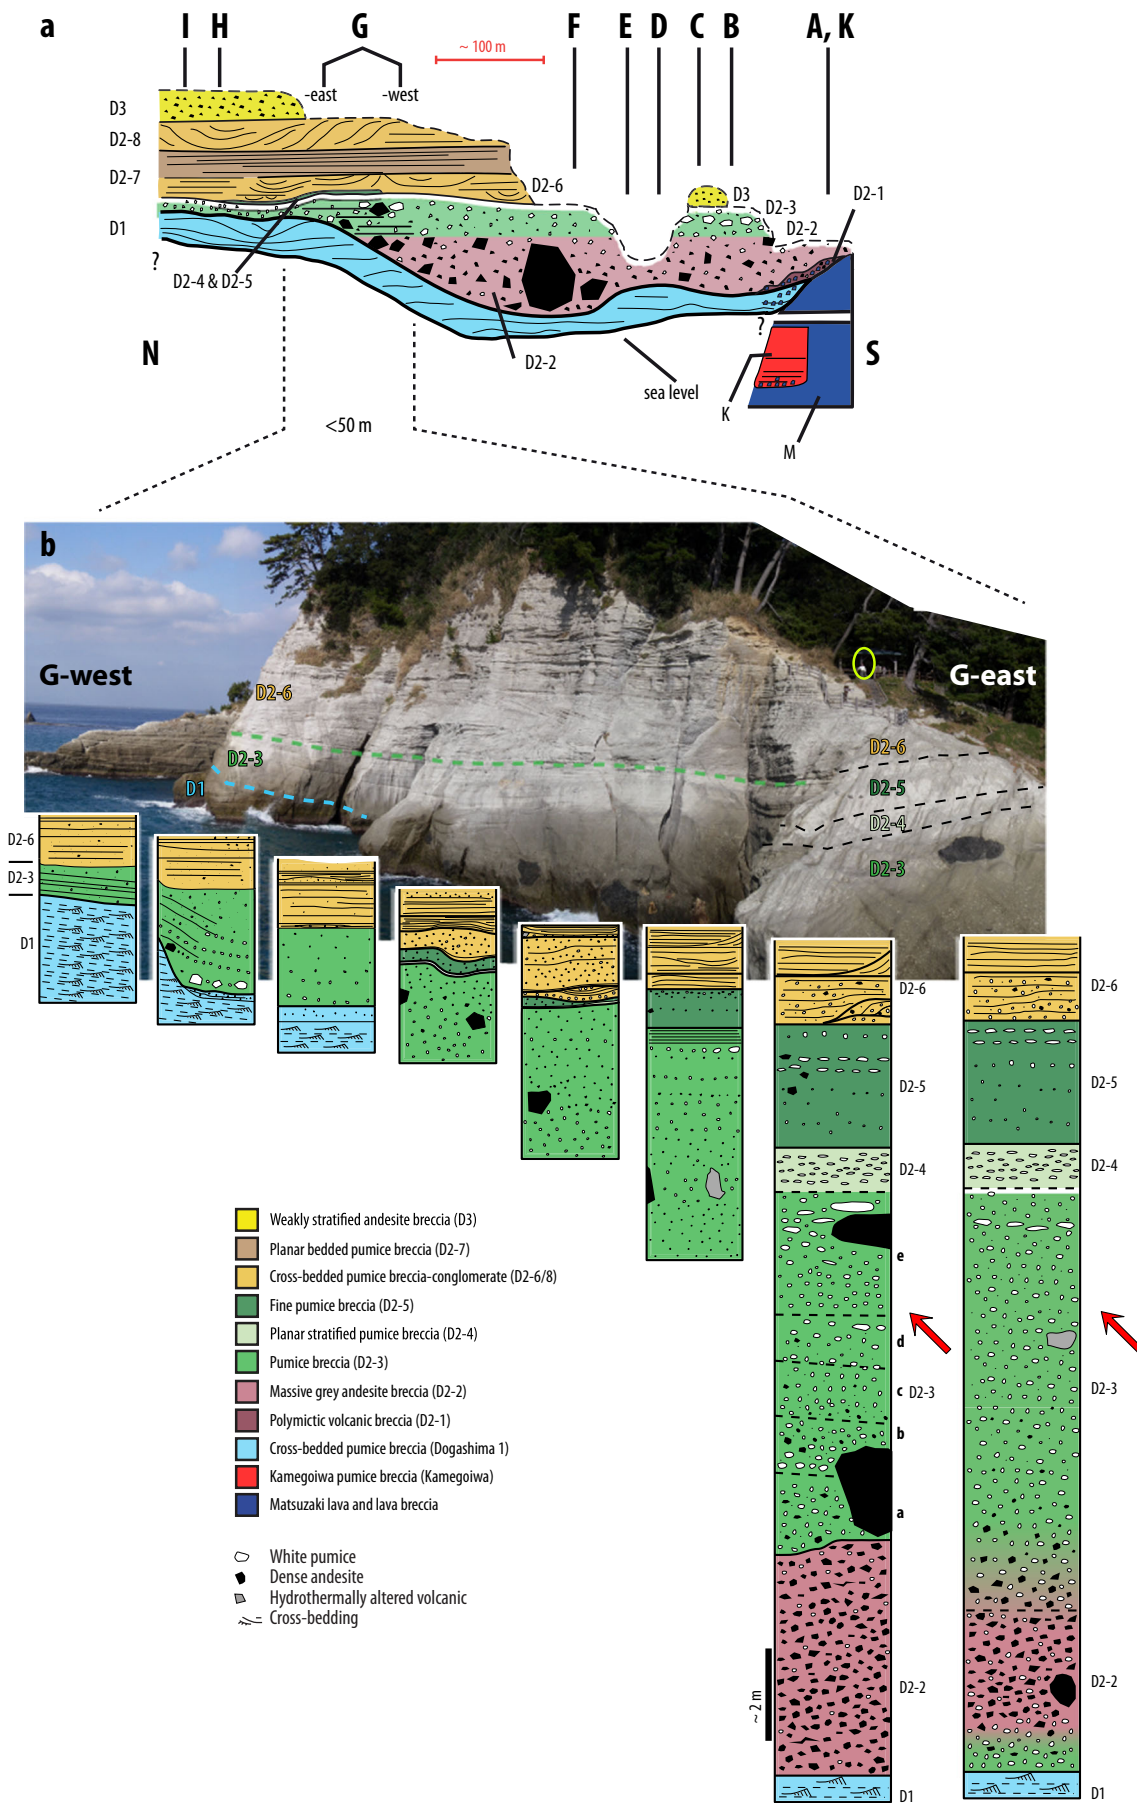 a
I H G F E D C B A, K
~ 100 m
-east -west
D3
D2-8
D2-7
D1
?
D2-4 & D2-5
D2-6
D3
D2-3
D2-2
D2-1
?
D2-2
sea level
K
M
N
S
<50 m
b
G-west
G-east
D2-6
D2-3
D1
D2-6
D2-5
D2-4
D2-3
D2-6
D2-3
D1
D2-6
D2-5
D2-4
e
d
c D2-3
b
a
D2-2
D1
~ 2 m
D2-6
D2-5
D2-4
D2-3
D2-2
D1
Weakly stratified andesite breccia (D3)
Planar bedded pumice breccia (D2-7)
Cross-bedded pumice breccia-conglomerate (D2-6/8)
Fine pumice breccia (D2-5)
Planar stratified pumice breccia (D2-4)
Pumice breccia (D2-3)
Massive grey andesite breccia (D2-2)
Polymictic volcanic breccia (D2-1)
Cross-bedded pumice breccia (Dogashima 1)
Kamegoiwa pumice breccia (Kamegoiwa)
Matsuzaki lava and lava breccia
White pumice
Dense andesite
Hydrothermally altered volcanic
Cross-bedding